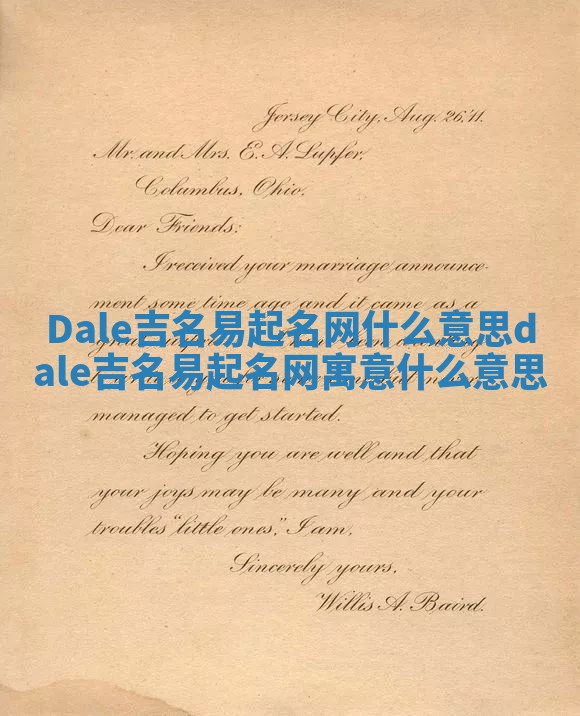 Jersey City, Aug. 26,'11.
Mr. and Mrs. E. A. Lupfer,
Columbus, Ohio.
Dear Friends:
I received your marriage announce-
ment some time ago and it came as a
Dale吉名易起名网什么意思d
ale吉名易起名网寓意什么意思
managed to get started.
Hoping you are well and that
your joys may be many and your
troubles "little ones," I am,
Sincerely yours,
Willis A. Baird.